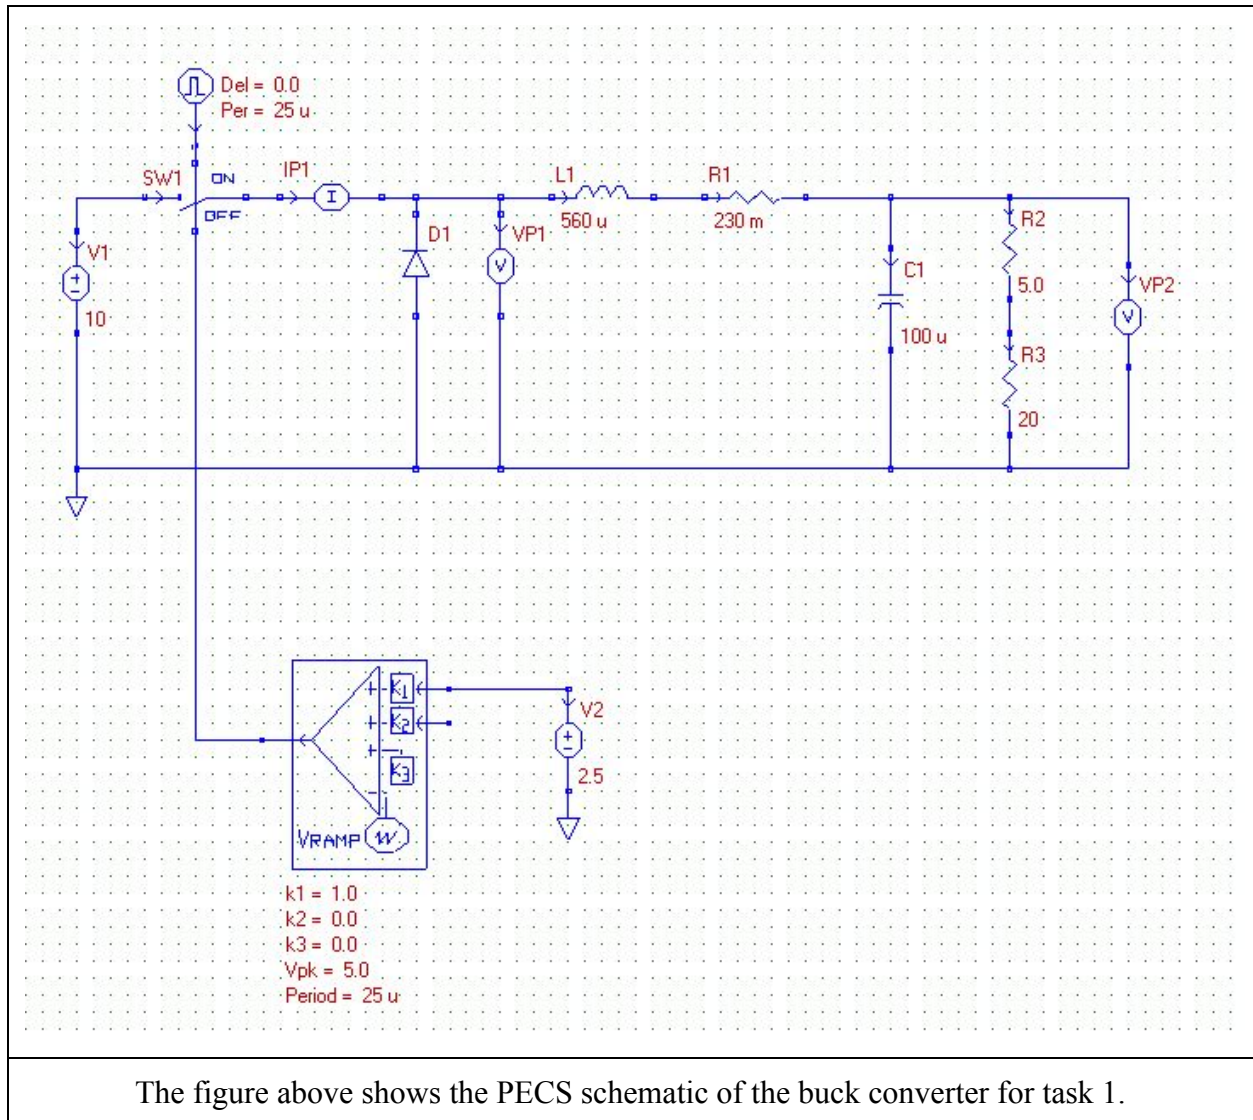 Del = 0.0
Per = 25 u
SW1
ON
OFF
IP1
I
L1
560 u
R1
230 m
V1
10
D1
VP1
V
C1
100 u
R2
5.0
R3
20
VP2
V
K1
K2
K3
VRAMP
V2
2.5
k1 = 1.0
k2 = 0.0
k3 = 0.0
Vpk = 5.0
Period = 25 u
The figure above shows the PECS schematic of the buck converter for task 1.